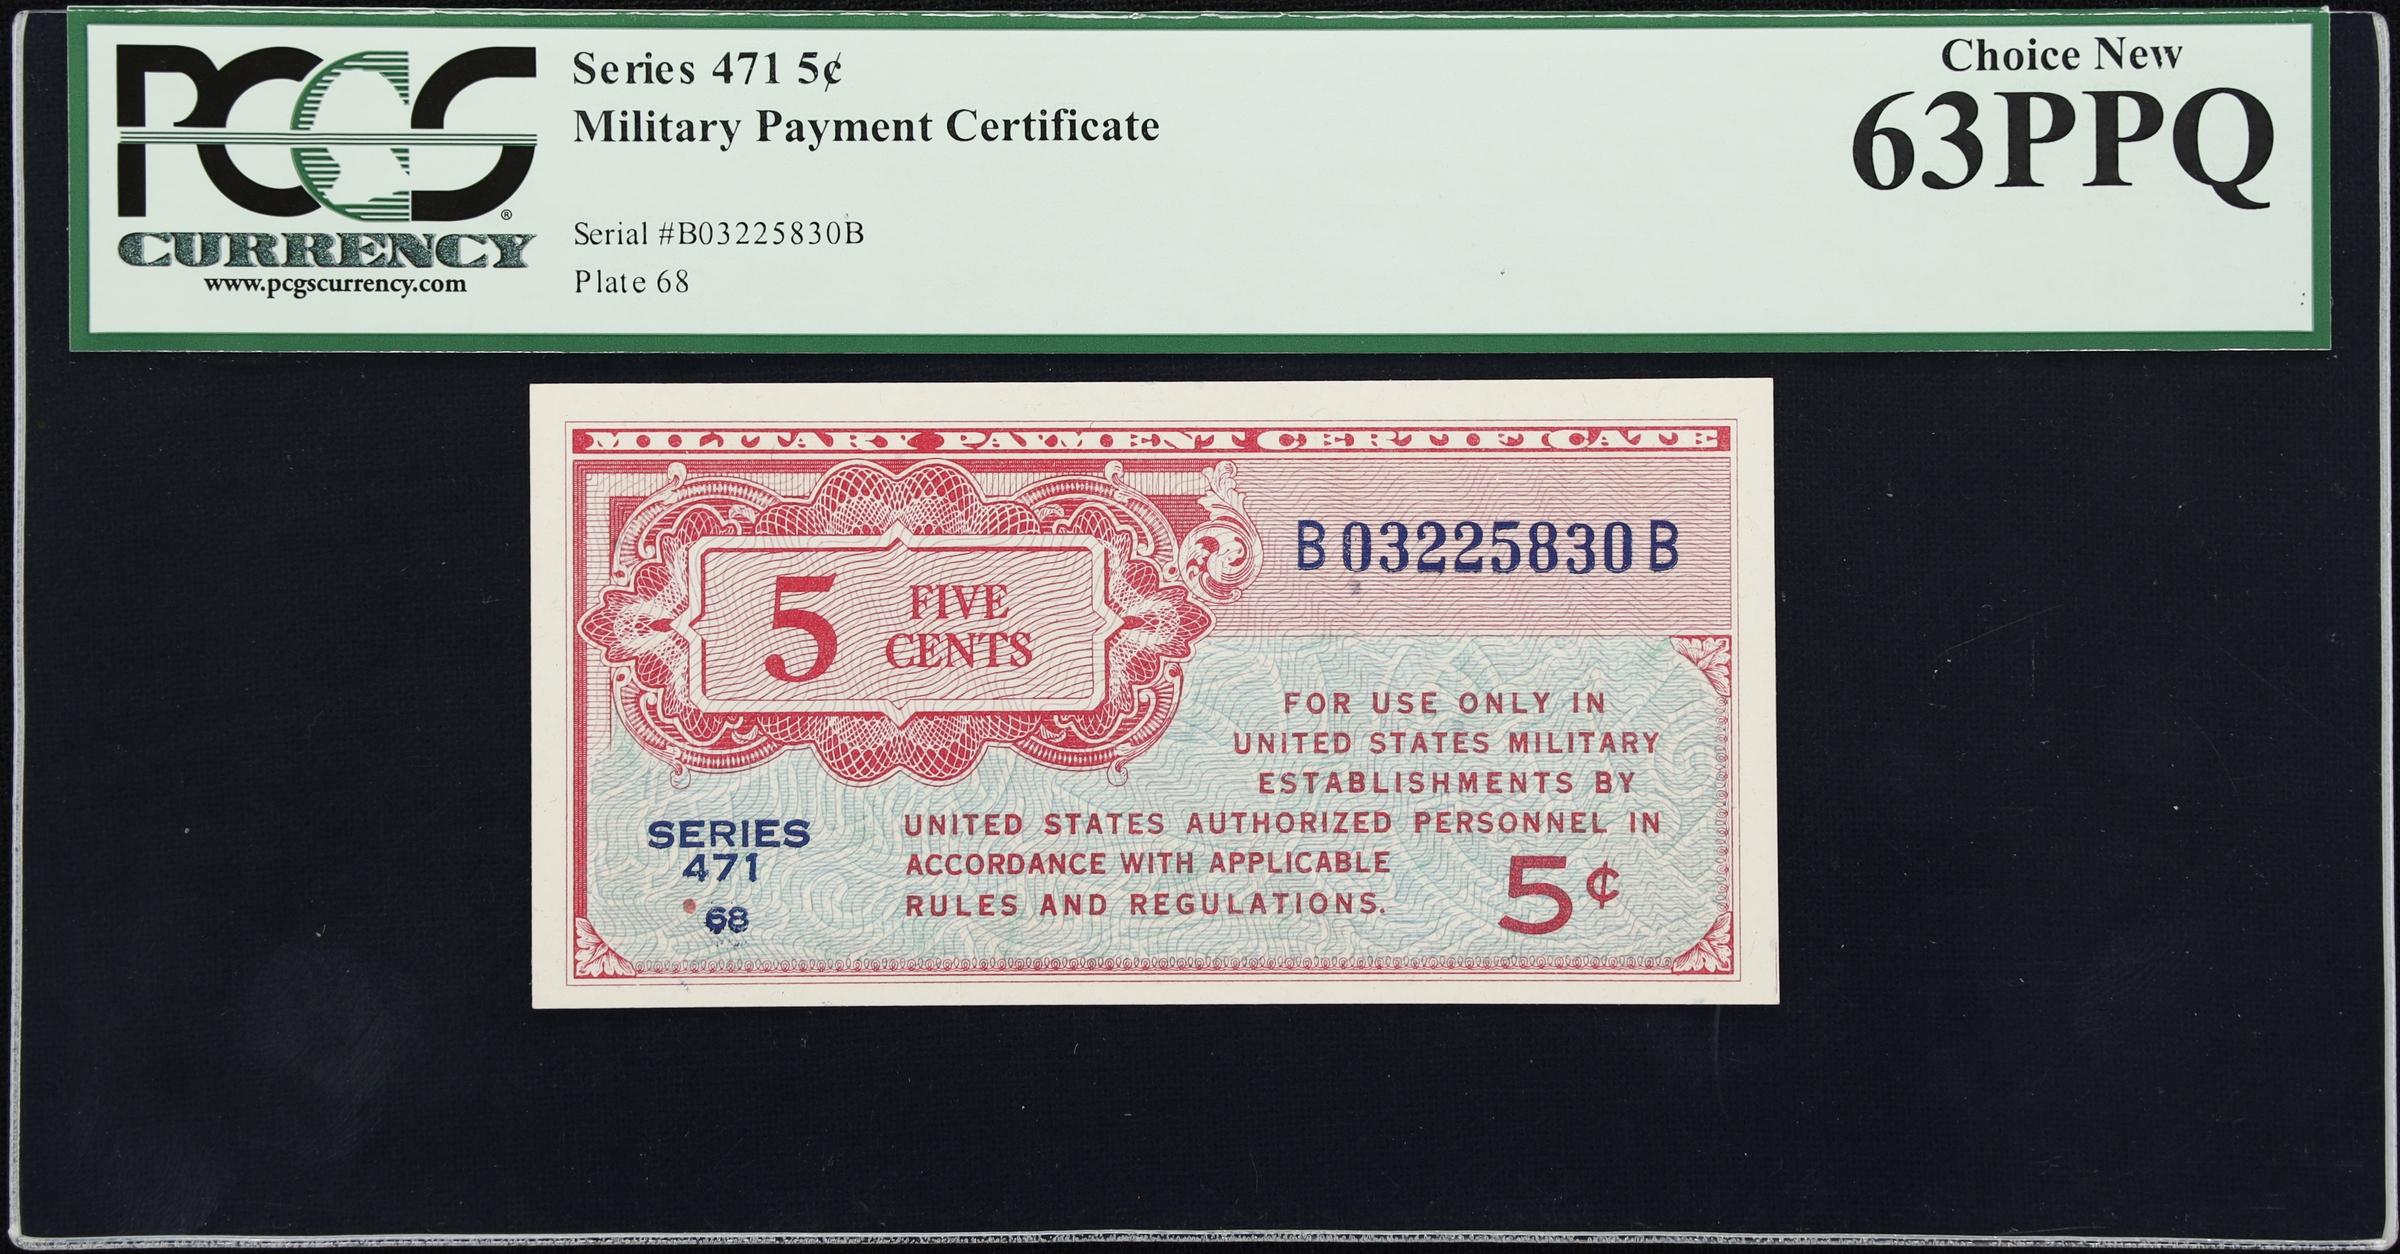 PCGS®
CURRENCY
www.pcgscurrency.com
Series 471 5¢
Military Payment Certificate
Serial #B03225830B
Plate 68
Choice New
63PPQ
MILITARY PAYMENT CERTIFICATE
B03225830B
5 FIVE
CENTS
FOR USE ONLY IN
UNITED STATES MILITARY
ESTABLISHMENTS BY
UNITED STATES AUTHORIZED PERSONNEL IN
ACCORDANCE WITH APPLICABLE
RULES AND REGULATIONS.
5¢
SERIES
471
68